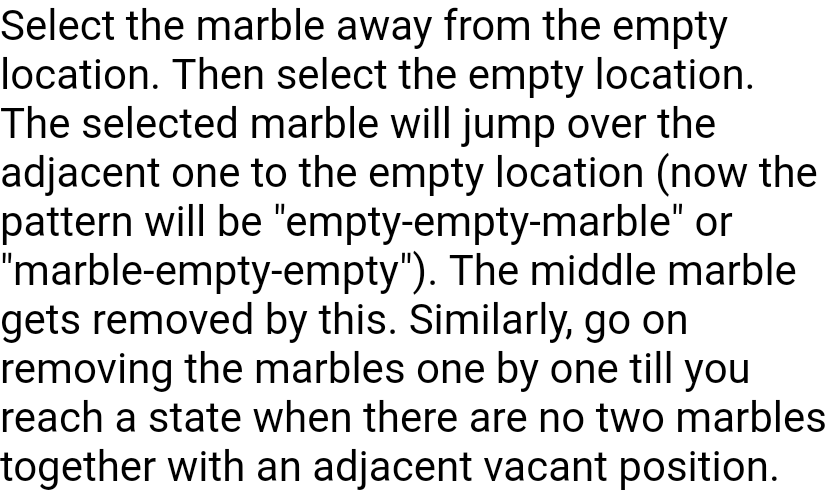 Select the marble away from the empty
location. Then select the empty location.
The selected marble will jump over the
adjacent one to the empty location (now the
pattern will be "empty-empty-marble" or
"marble-empty-empty"). The middle marble
gets removed by this. Similarly, go on
removing the marbles one by one till you
reach a state when there are no two marbles
together with an adjacent vacant position.